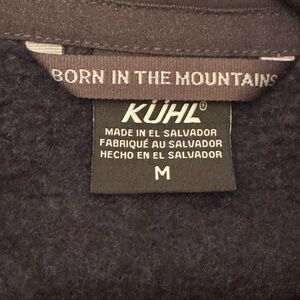 BORN IN THE MOUNTAINS
KÜHL®
MADE IN EL SALVADOR
FABRIQUÉ AU SALVADOR
HECHO EN EL SALVADOR
M